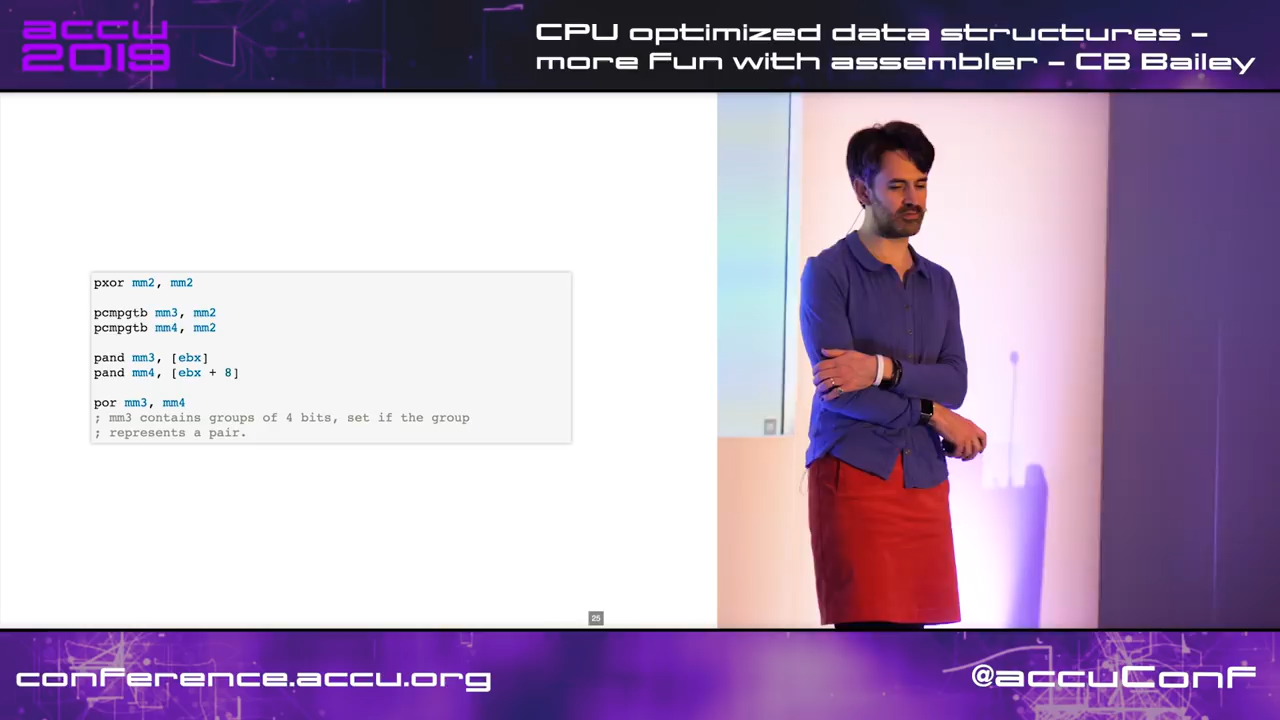 accu
2019
CPU optimized data structures –
more Fun with assembler – CB Bailey
pxor mm2, mm2
pcmpgtb mm3, mm2
pcmpgtb mm4, mm2
pand mm3, [ebx]
pand mm4, [ebx + 8]
por mm3, mm4
; mm3 contains groups of 4 bits, set if the group
; represents a pair.
25
conference.accu.org
@accuConf